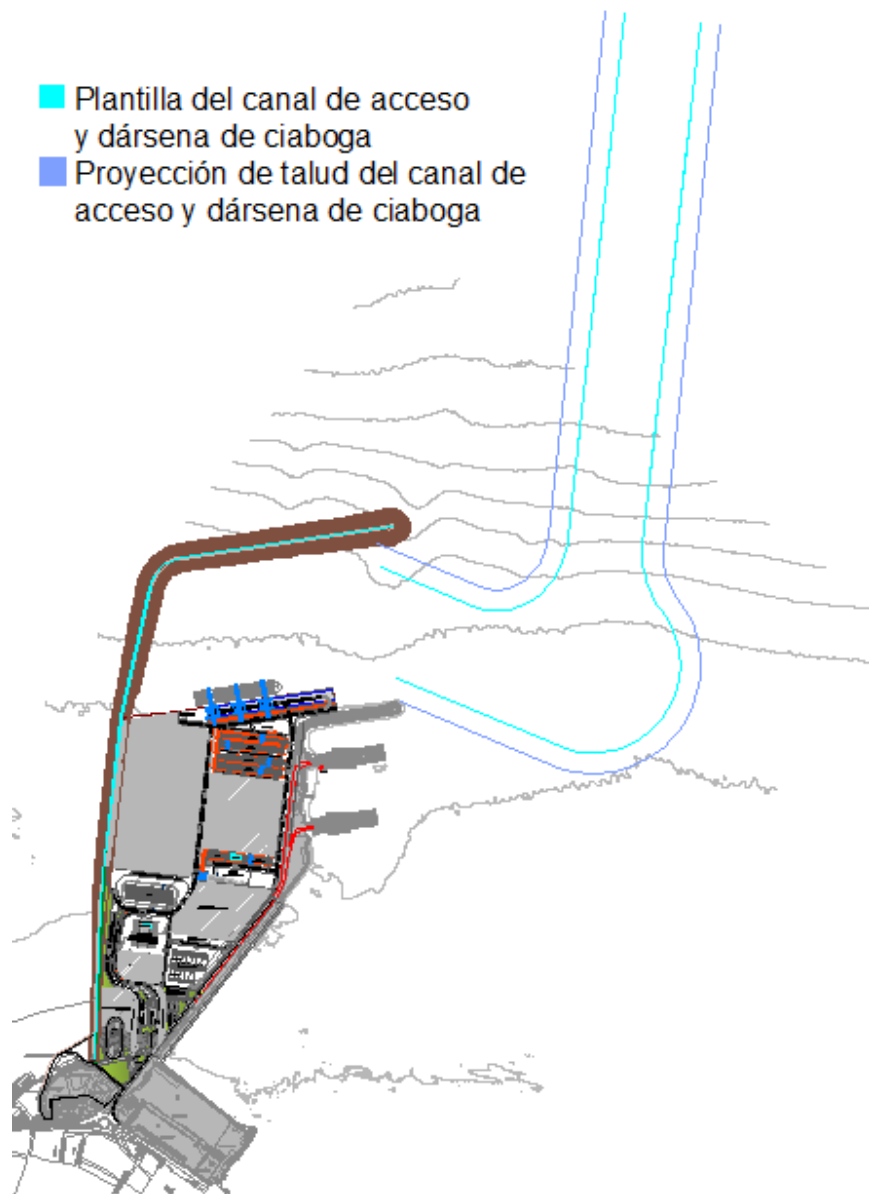 Plantilla del canal de acceso
y dársena de ciaboga
Proyección de talud del canal de
acceso y dársena de ciaboga